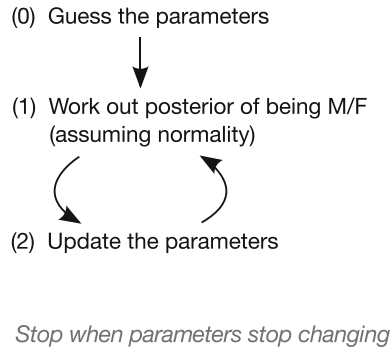 (0) Guess the parameters
(1) Work out posterior of being M/F
(assuming normality)
(2) Update the parameters
Stop when parameters stop changing